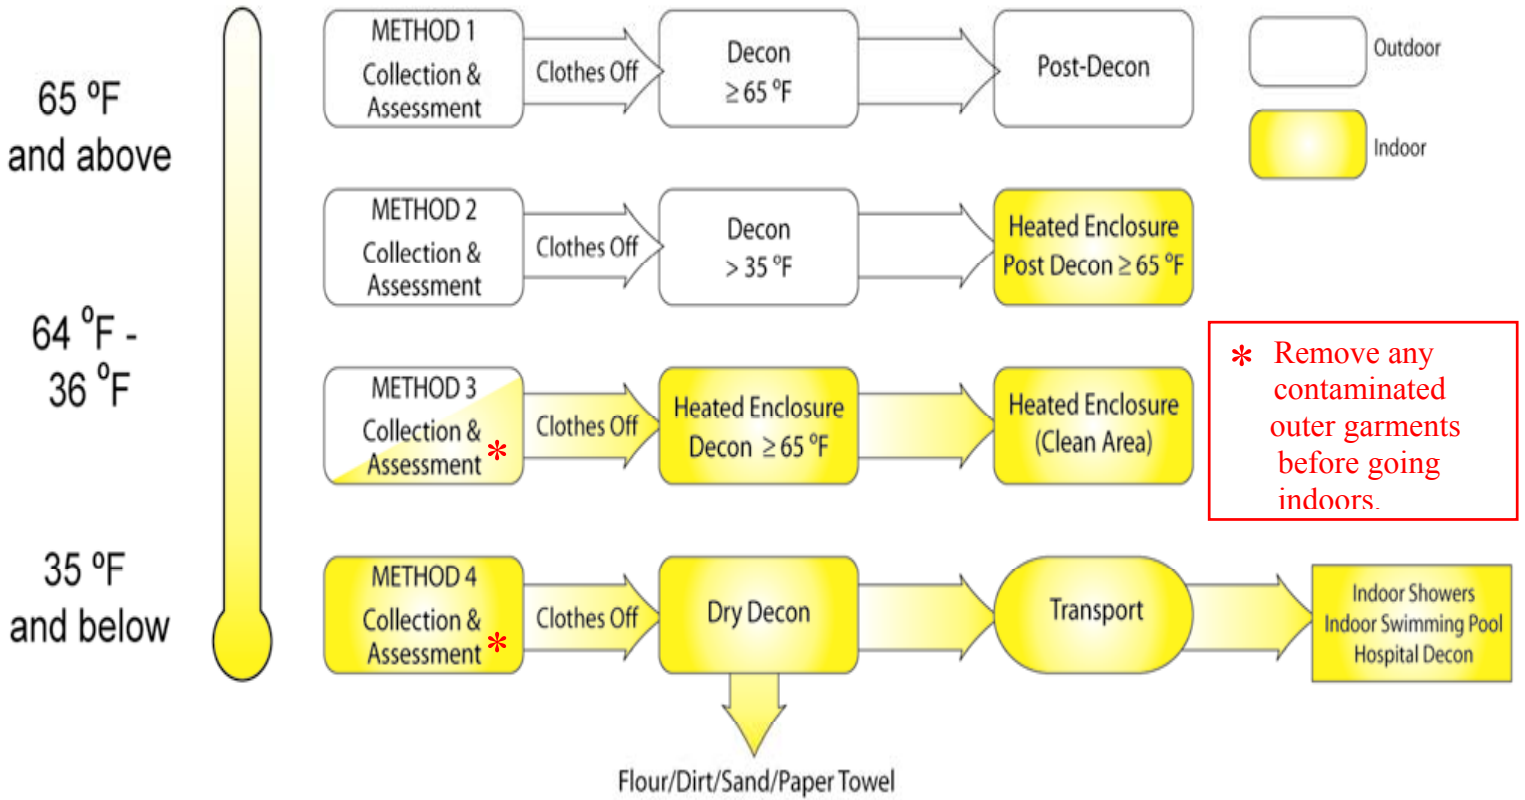 65 ºF
and above
64 ºF -
36 ºF
35 ºF
and below
METHOD 1
Collection &
Assessment
Clothes Off
Decon
≥ 65 ºF
Post-Decon
Outdoor
Indoor
METHOD 2
Collection &
Assessment
Clothes Off
Decon
> 35 ºF
Heated Enclosure
Post Decon ≥ 65 ºF
METHOD 3
Collection &
Assessment *
Clothes Off
Heated Enclosure
Decon ≥ 65 ºF
Heated Enclosure
(Clean Area)
* Remove any
contaminated
outer garments
before going
indoors.
METHOD 4
Collection &
Assessment *
Clothes Off
Dry Decon
Transport
Indoor Showers
Indoor Swimming Pool
Hospital Decon
Flour/Dirt/Sand/Paper Towel